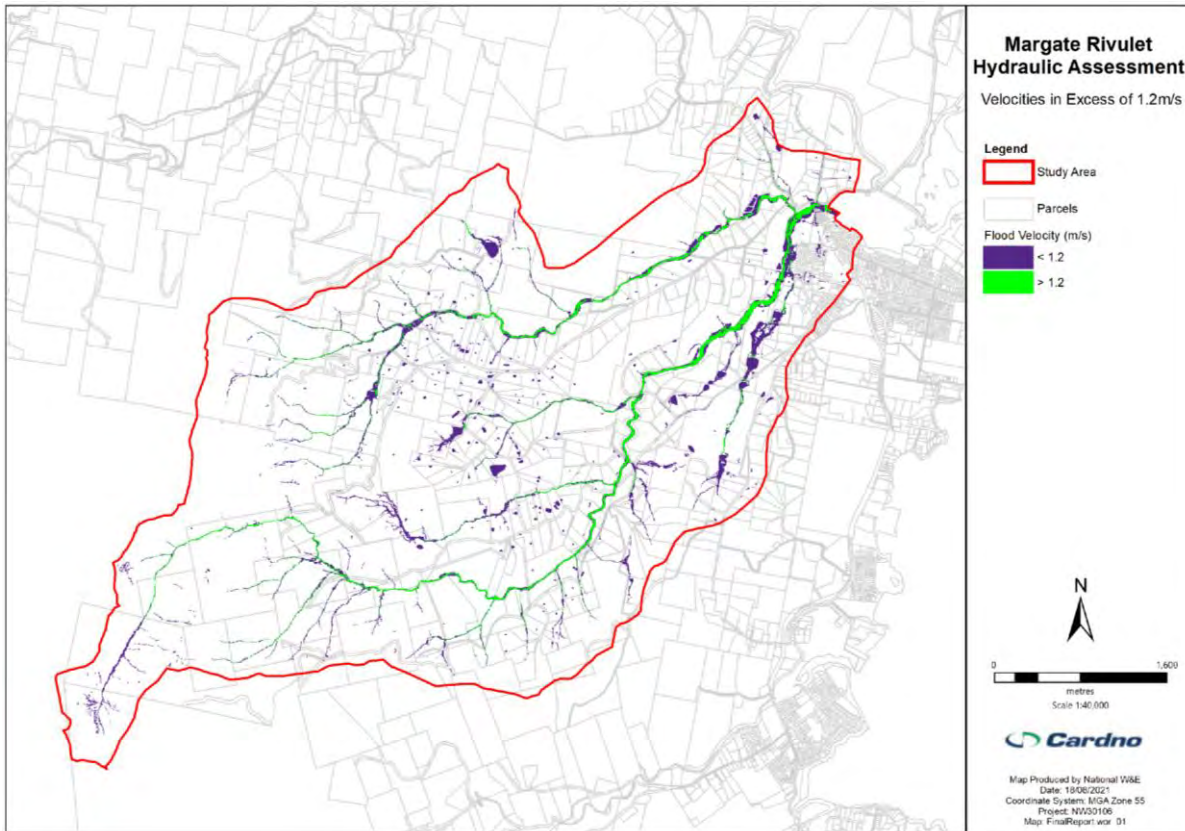 Margate Rivulet
Hydraulic Assessment
Velocities in Excess of 1.2m/s
Legend
Study Area
Parcels
Flood Velocity (m/s)
< 1.2
> 1.2
N
0 1,600
metres
Scale 1:40,000
Cardno
Map Produced by National W&E
Date: 18/08/2021
Coordinate System: MGA Zone 55
Project: NW30106
Map: FinalReport.wor 01